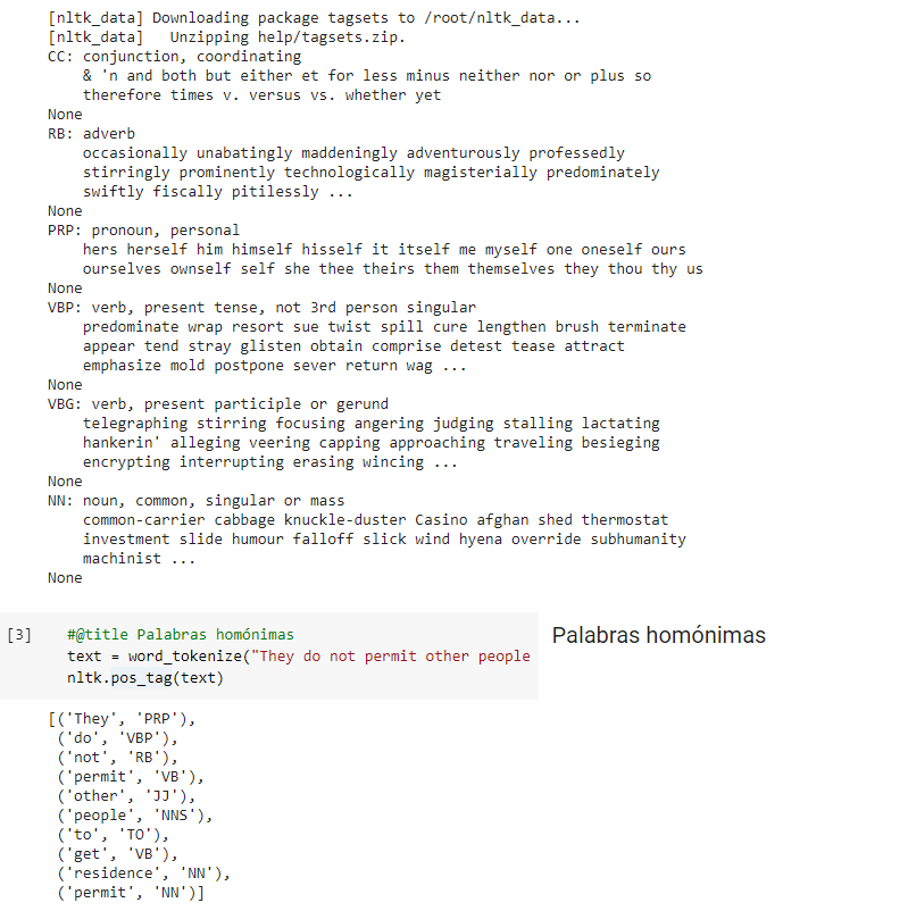 [nltk_data] Downloading package tagsets to /root/nltk_data...
[nltk_data]   Unzipping help/tagsets.zip.
CC: conjunction, coordinating
    & 'n and both but either et for less minus neither nor or plus so
    therefore times v. versus vs. whether yet
None
RB: adverb
    occasionally unabatingly maddeningly adventurously professedly
    stirringly prominently technologically magisterially predominately
    swiftly fiscally pitilessly ...
None
PRP: pronoun, personal
    hers herself him himself hisself it itself me myself one oneself ours
    ourselves ownself self she thee theirs them themselves they thou thy us
None
VBP: verb, present tense, not 3rd person singular
    predominate wrap resort sue twist spill cure lengthen brush terminate
    appear tend stray glisten obtain comprise detest tease attract
    emphasize mold postpone sever return wag ...
None
VBG: verb, present participle or gerund
    telegraphing stirring focusing angering judging stalling lactating
    hankerin' alleging veering capping approaching traveling besieging
    encrypting interrupting erasing wincing ...
None
NN: noun, common, singular or mass
    common-carrier cabbage knuckle-duster Casino afghan shed thermostat
    investment slide humour falloff slick wind hyena override subhumanity
    machinist ...
None
[3] #@title Palabras homónimas
text = word_tokenize("They do not permit other people
nltk.pos_tag(text)
Palabras homónimas
[('They', 'PRP'),
 ('do', 'VBP'),
 ('not', 'RB'),
 ('permit', 'VB'),
 ('other', 'JJ'),
 ('people', 'NNS'),
 ('to', 'TO'),
 ('get', 'VB'),
 ('residence', 'NN'),
 ('permit', 'NN')]